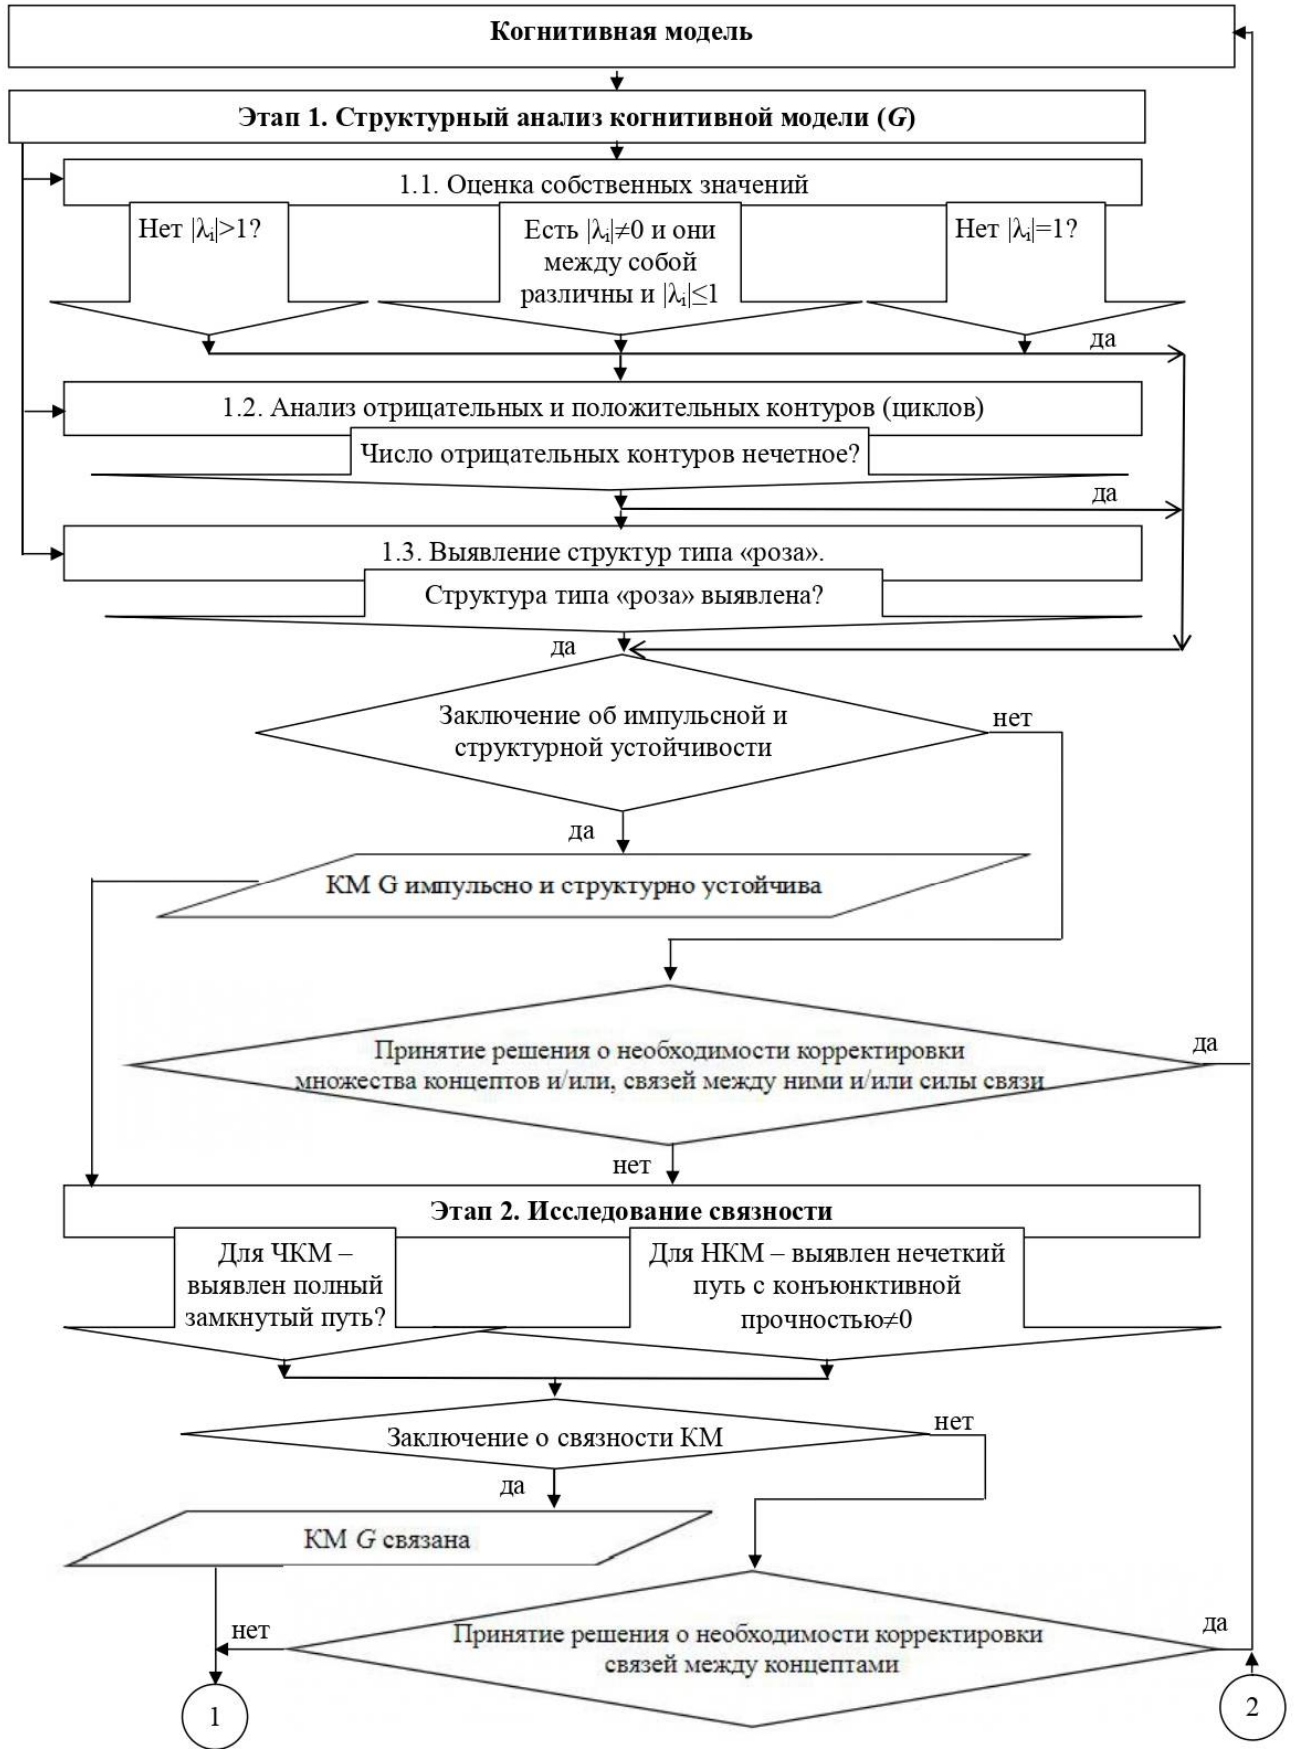 Когнитивная модель
Этап 1. Структурный анализ когнитивной модели (G)
1.1. Оценка собственных значений
Нет |λi|>1?
Есть |λi|≠0 и они
между собой
различны и |λi|≤1
Нет |λi|=1?
да
1.2. Анализ отрицательных и положительных контуров (циклов)
Число отрицательных контуров нечетное?
да
1.3. Выявление структур типа «роза».
Структура типа «роза» выявлена?
да
Заключение об импульсной и
структурной устойчивости
нет
да
КМ G импульсно и структурно устойчива
Принятие решения о необходимости корректировки
множества концептов и/или, связей между ними и/или силы связи
да
нет
Этап 2. Исследование связности
Для ЧКМ –
выявлен полный
замкнутый путь?
Для НКМ – выявлен нечеткий
путь с конъюнктивной
прочностью≠0
Заключение о связности КМ
нет
да
КМ G связана
нет
Принятие решения о необходимости корректировки
связей между концептами
да
1
2